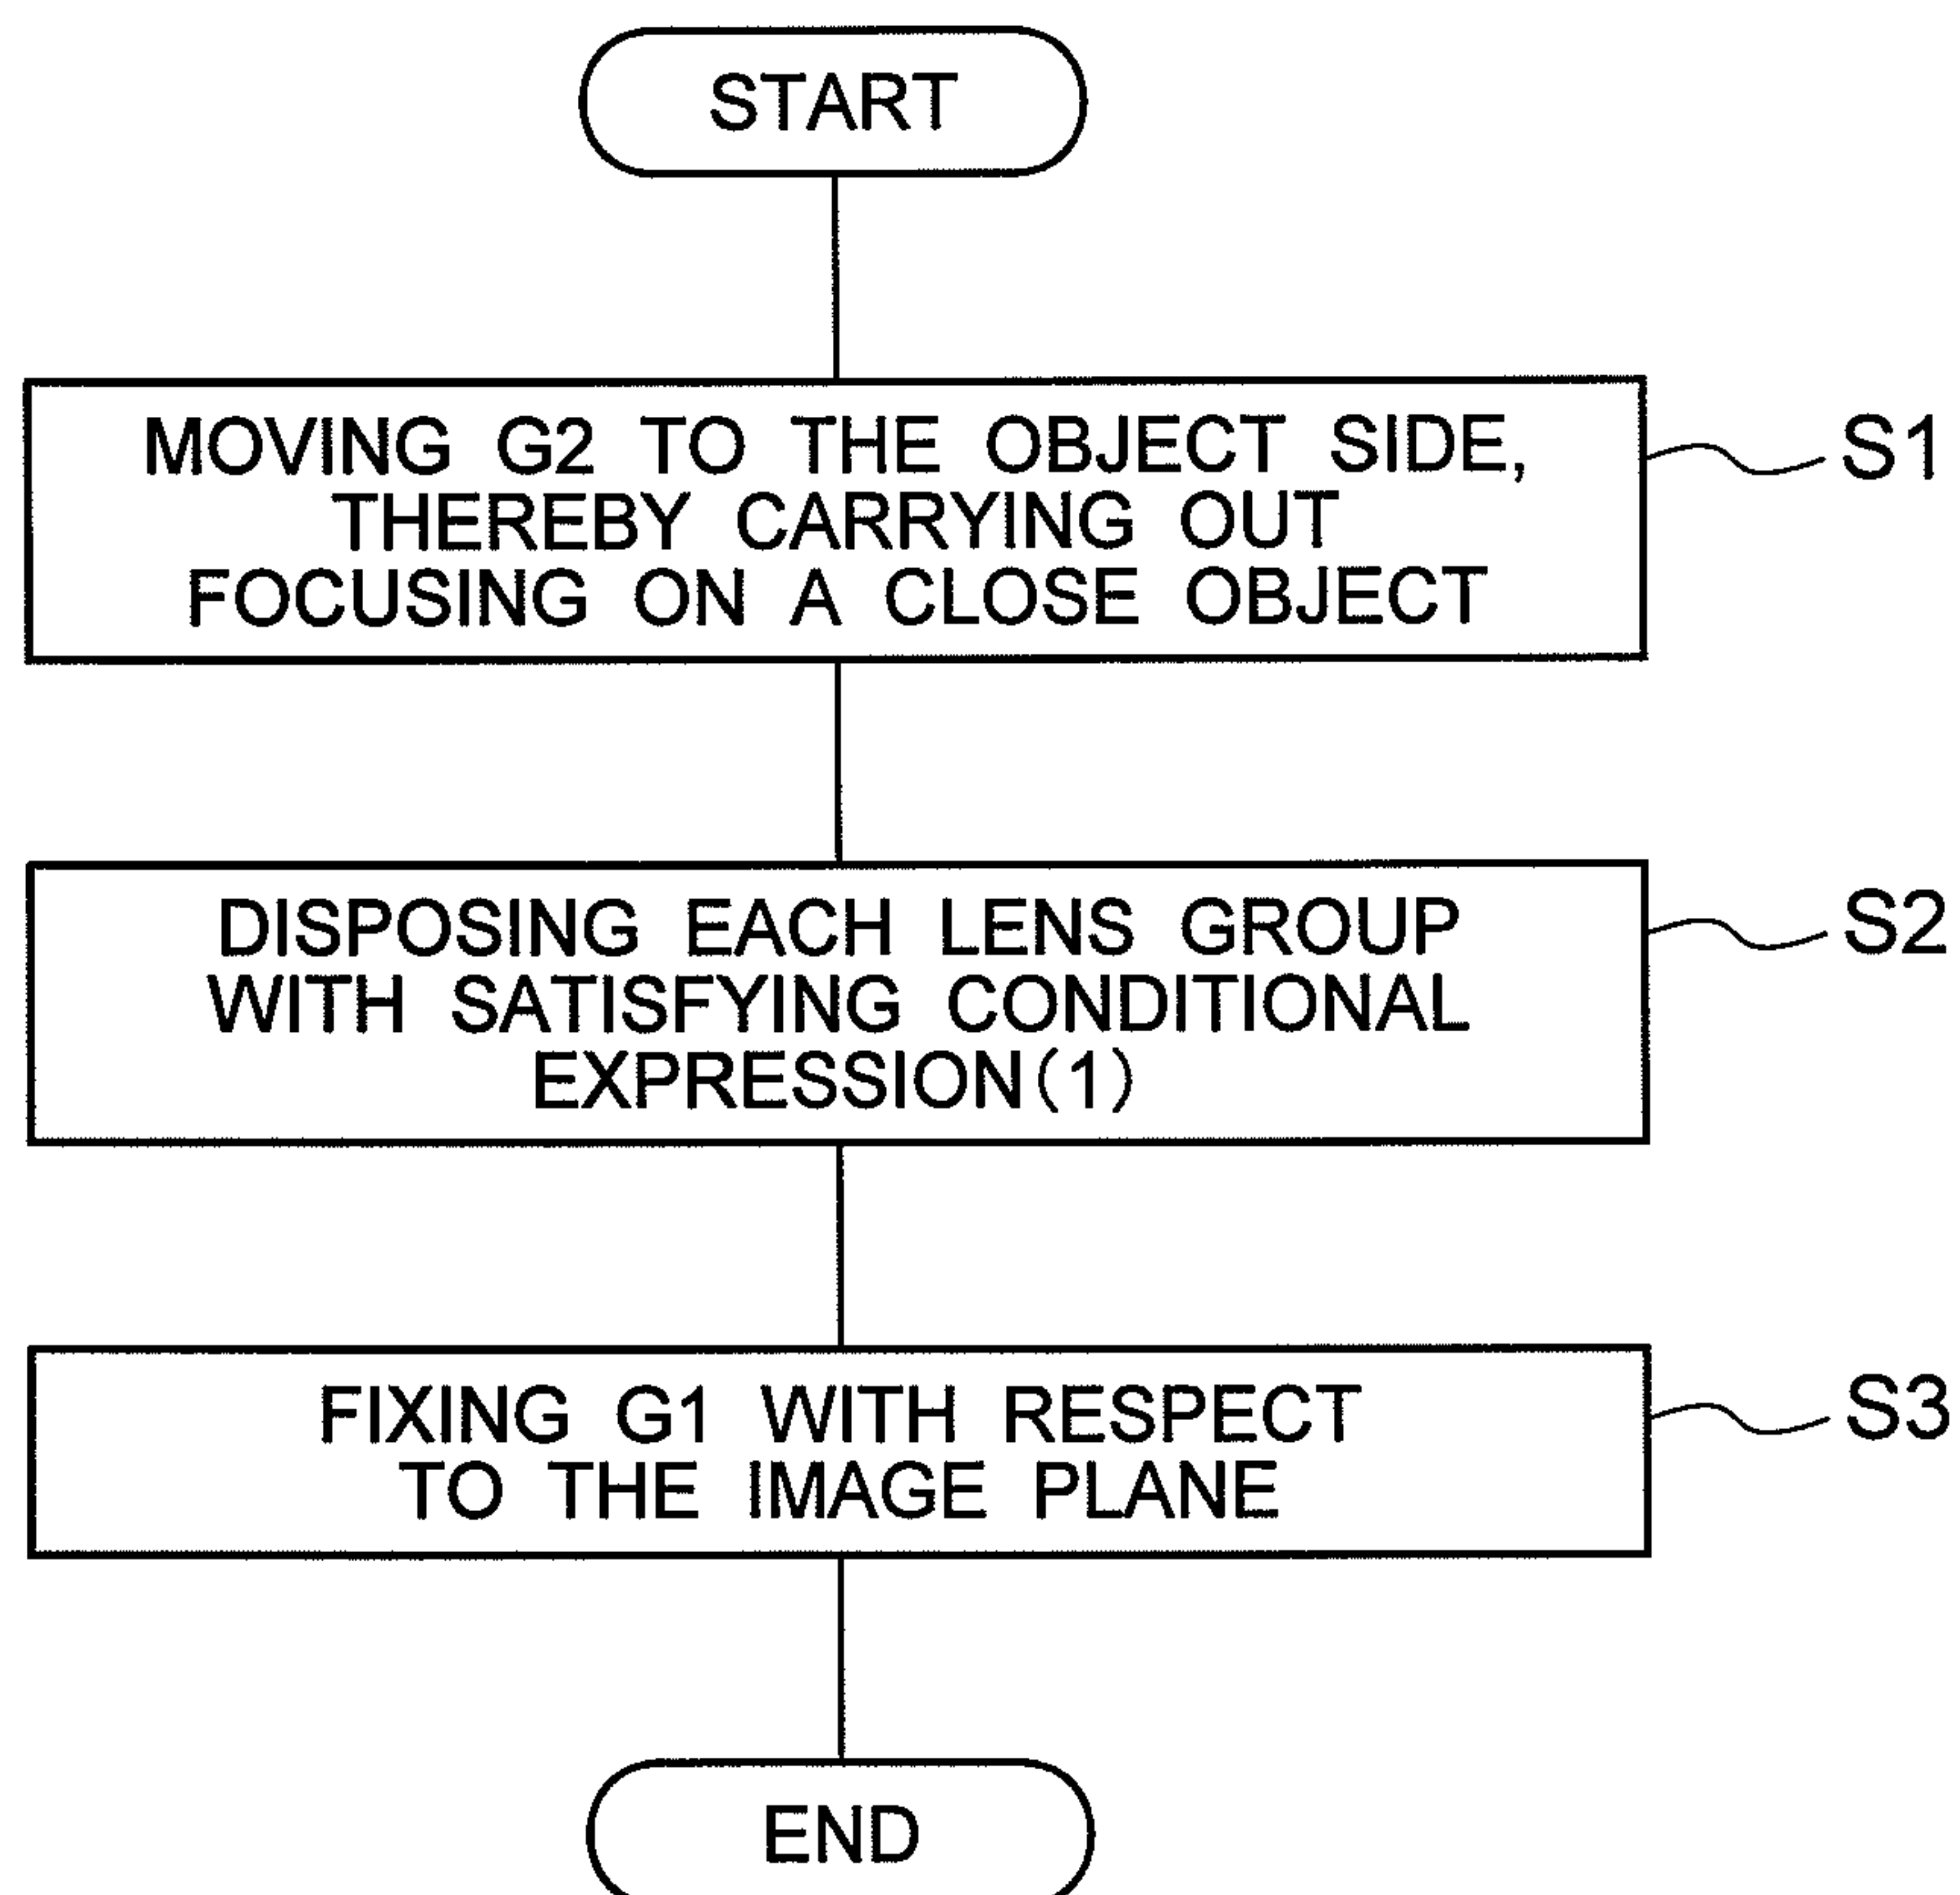 START
MOVING G2 TO THE OBJECT SIDE,
THEREBY CARRYING OUT
FOCUSING ON A CLOSE OBJECT
S1
DISPOSING EACH LENS GROUP
WITH SATISFYING CONDITIONAL
EXPRESSION(1)
S2
FIXING G1 WITH RESPECT
TO THE IMAGE PLANE
S3
END